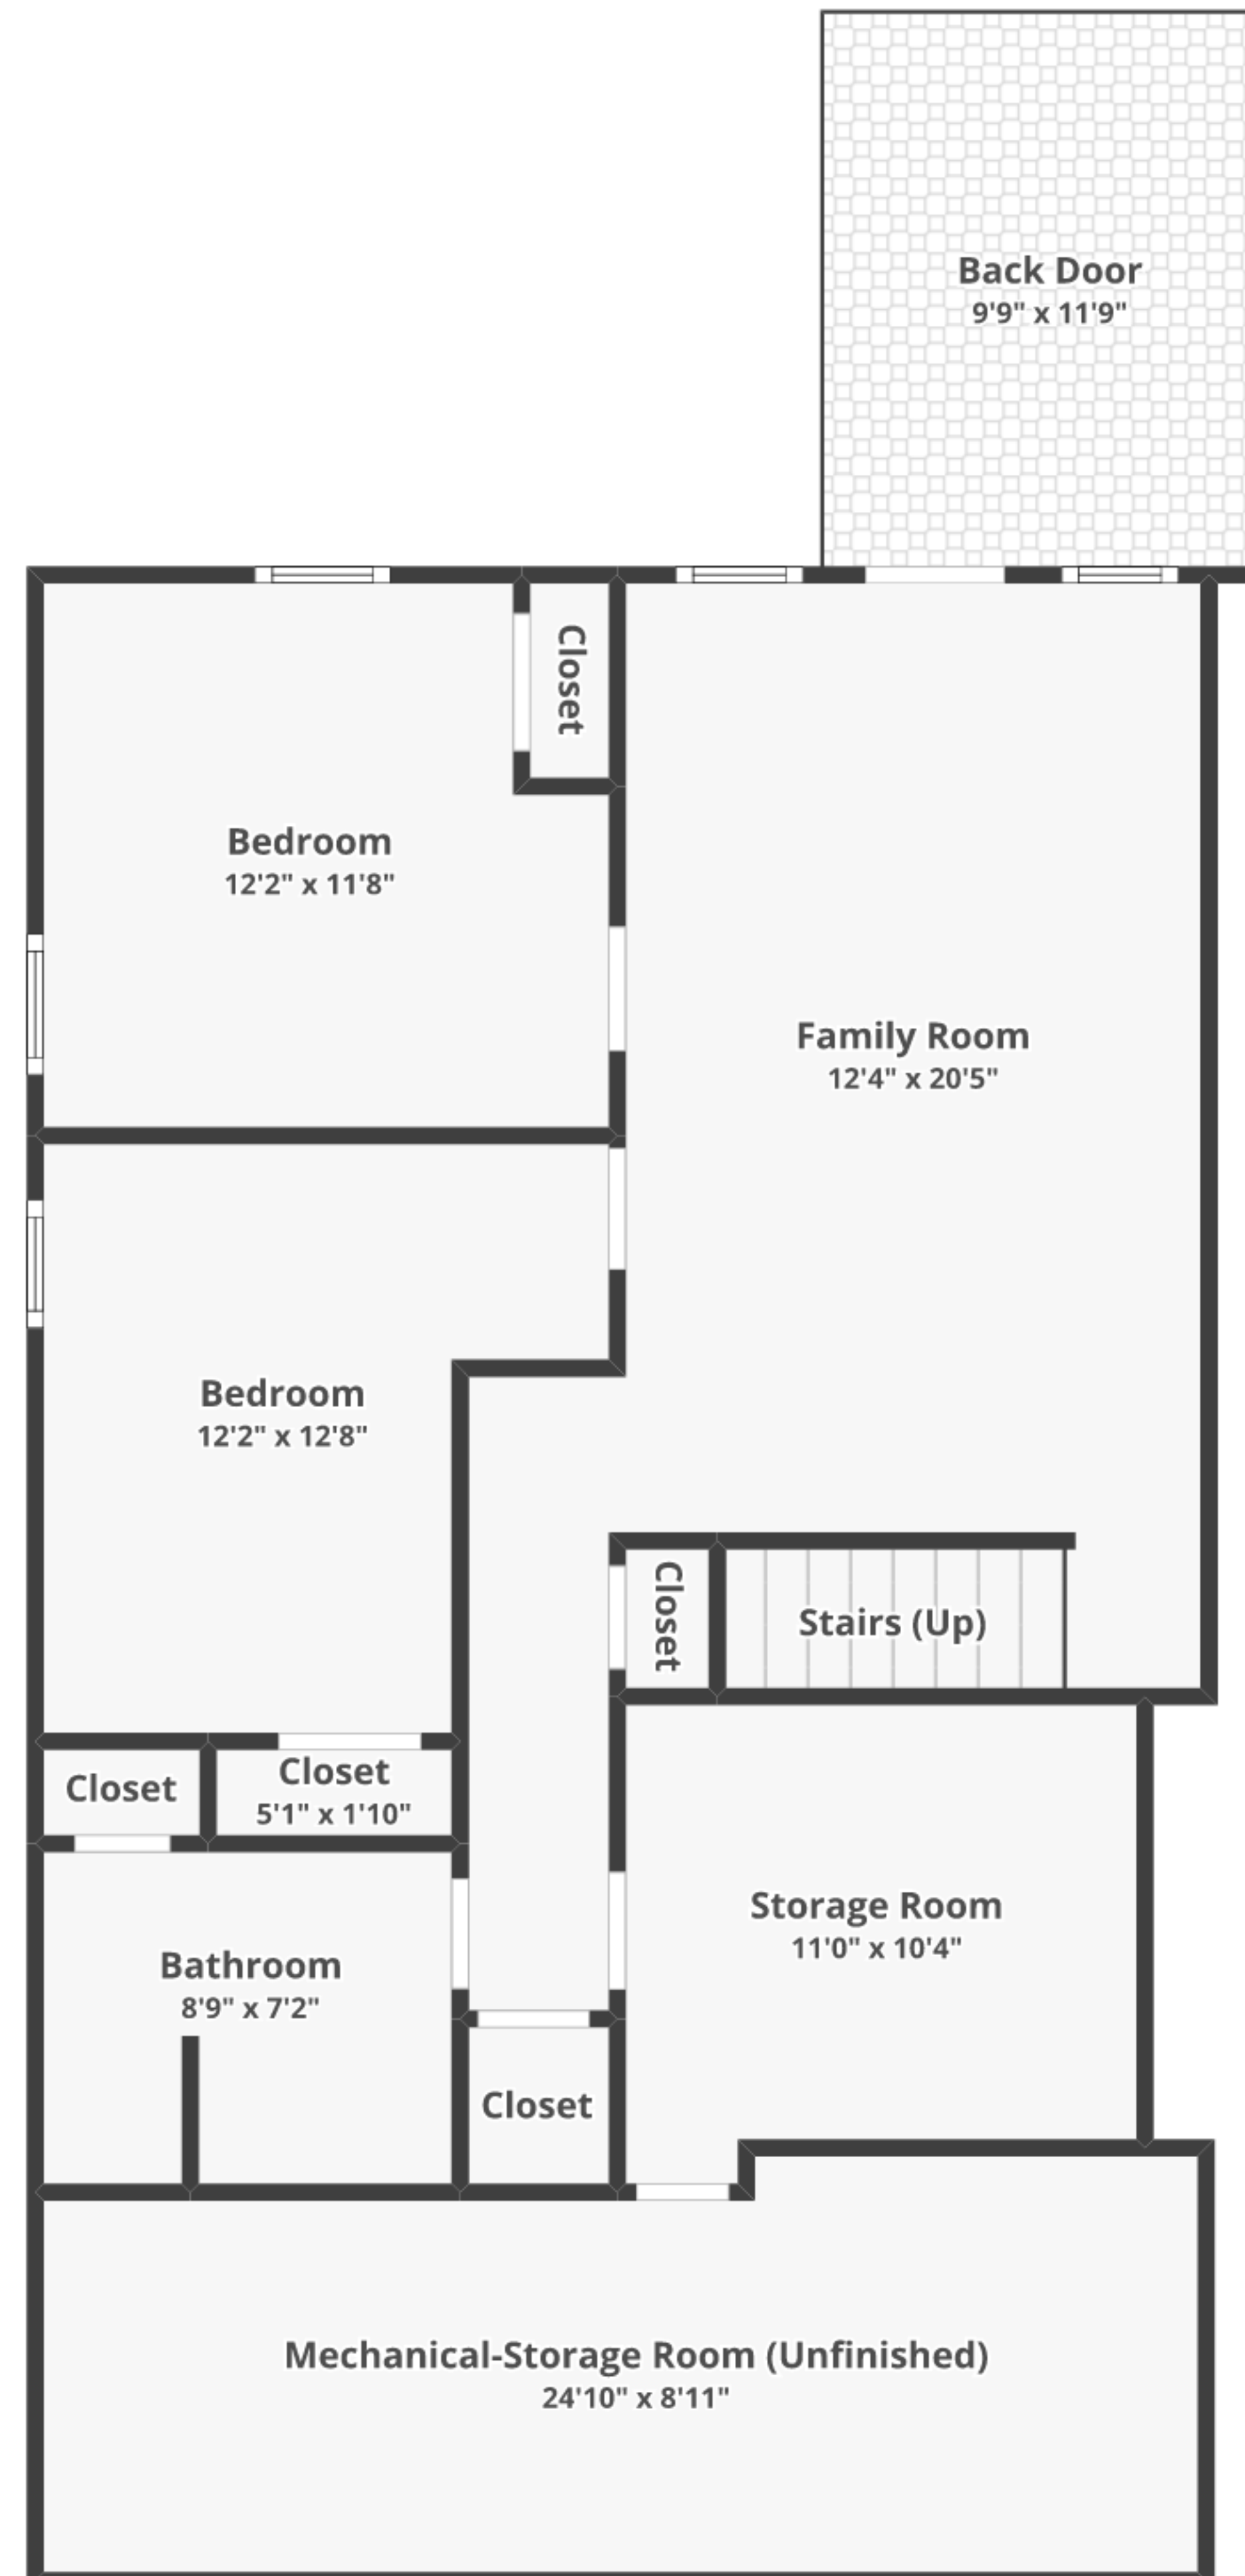 Back Door
9'9" x 11'9"
Closet
Bedroom
12'2" x 11'8"
Family Room
12'4" x 20'5"
Bedroom
12'2" x 12'8"
Closet
Stairs (Up)
Closet
Closet
5'1" x 1'10"
Storage Room
11'0" x 10'4"
Bathroom
8'9" x 7'2"
Closet
Mechanical-Storage Room (Unfinished)
24'10" x 8'11"